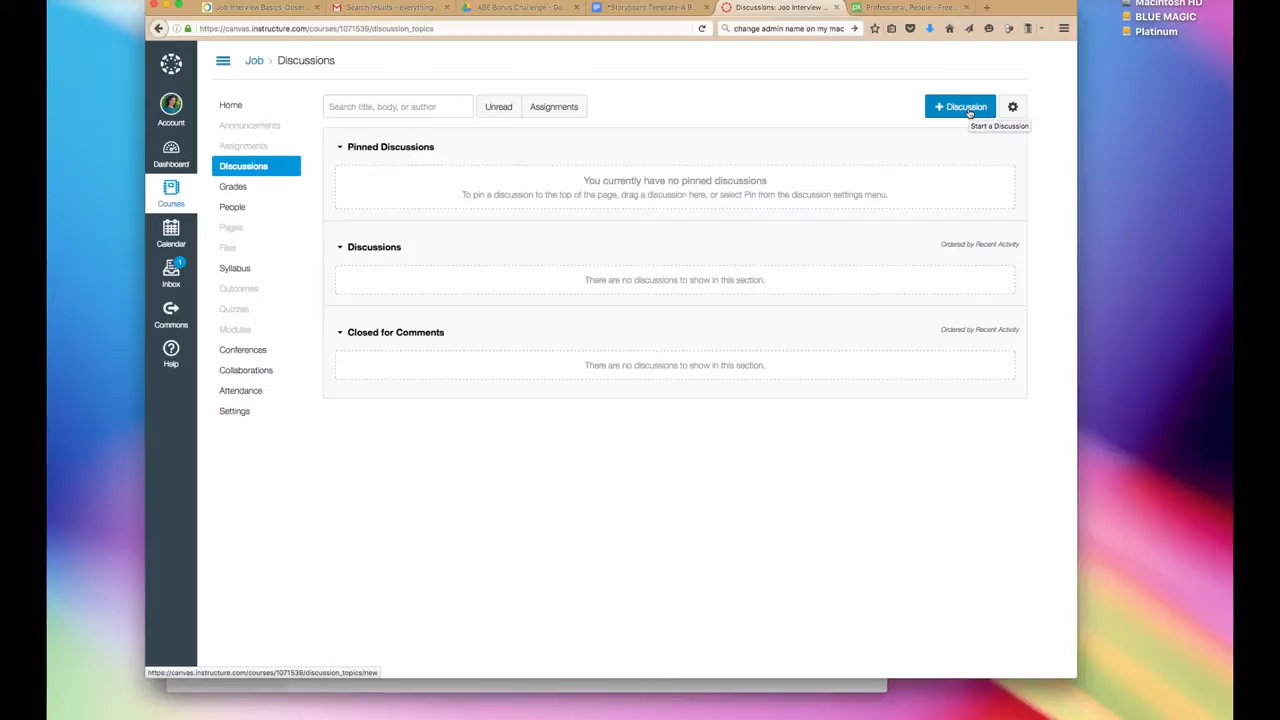 Macintosh HD
BLUE MAGIC
Platinum
Job Interview Basics-Ooser
Search results - everything...
ABE Bonus Challenge - Go...
*Storyboard Template-A B...
Discussions: Job Interview ...
Professional, People - Free...
https://canvas.instructure.com/courses/1071539/discussion_topics
change admin name on my mac
Job > Discussions
Account
Dashboard
Courses
Calendar
1
Inbox
Commons
Help
Home
Announcements
Assignments
Discussions
Grades
People
Pages
Files
Syllabus
Outcomes
Quizzes
Modules
Conferences
Collaborations
Attendance
Settings
Search title, body, or author
Unread
Assignments
+ Discussion
Start a Discussion
Pinned Discussions
You currently have no pinned discussions
To pin a discussion to the top of the page, drag a discussion here, or select Pin from the discussion settings menu.
Discussions
Ordered by Recent Activity
There are no discussions to show in this section.
Closed for Comments
Ordered by Recent Activity
There are no discussions to show in this section.
https://canvas.instructure.com/courses/1071539/discussion_topics/new